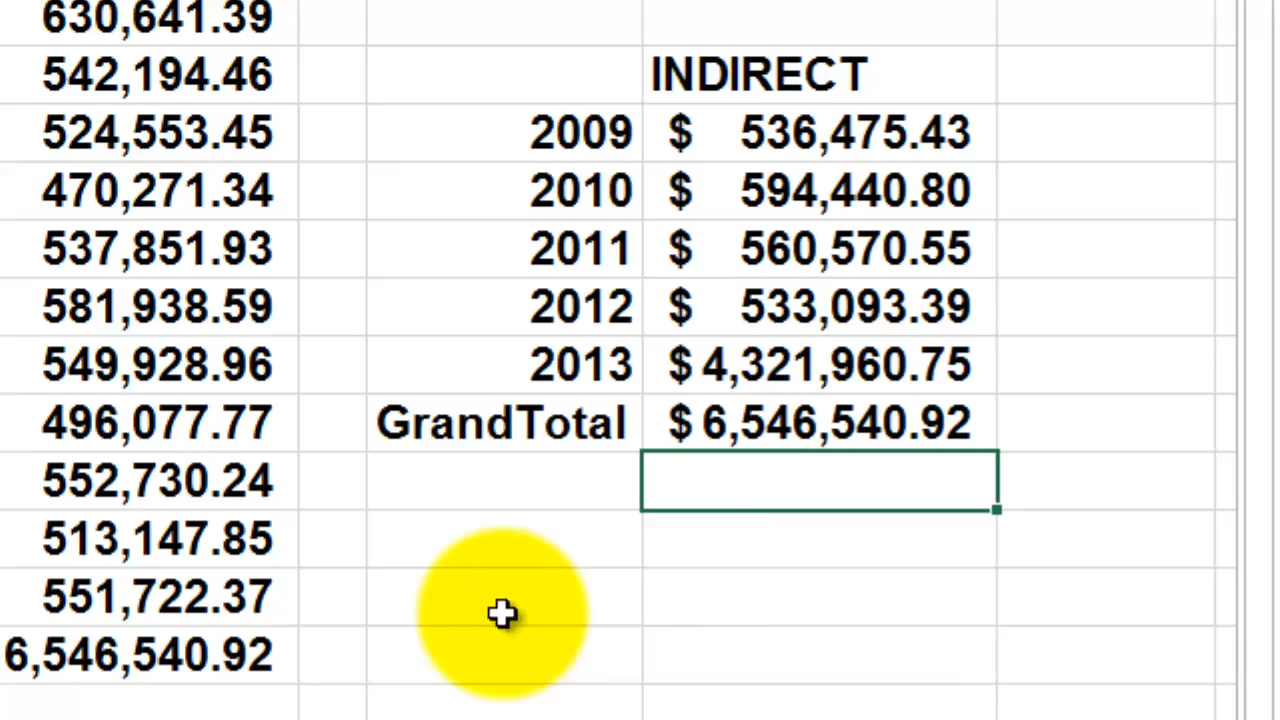 630,641.39
542,194.46 INDIRECT
524,553.45 2009 $ 536,475.43
470,271.34 2010 $ 594,440.80
537,851.93 2011 $ 560,570.55
581,938.59 2012 $ 533,093.39
549,928.96 2013 $ 4,321,960.75
496,077.77 GrandTotal $ 6,546,540.92
552,730.24
513,147.85
551,722.37
6,546,540.92